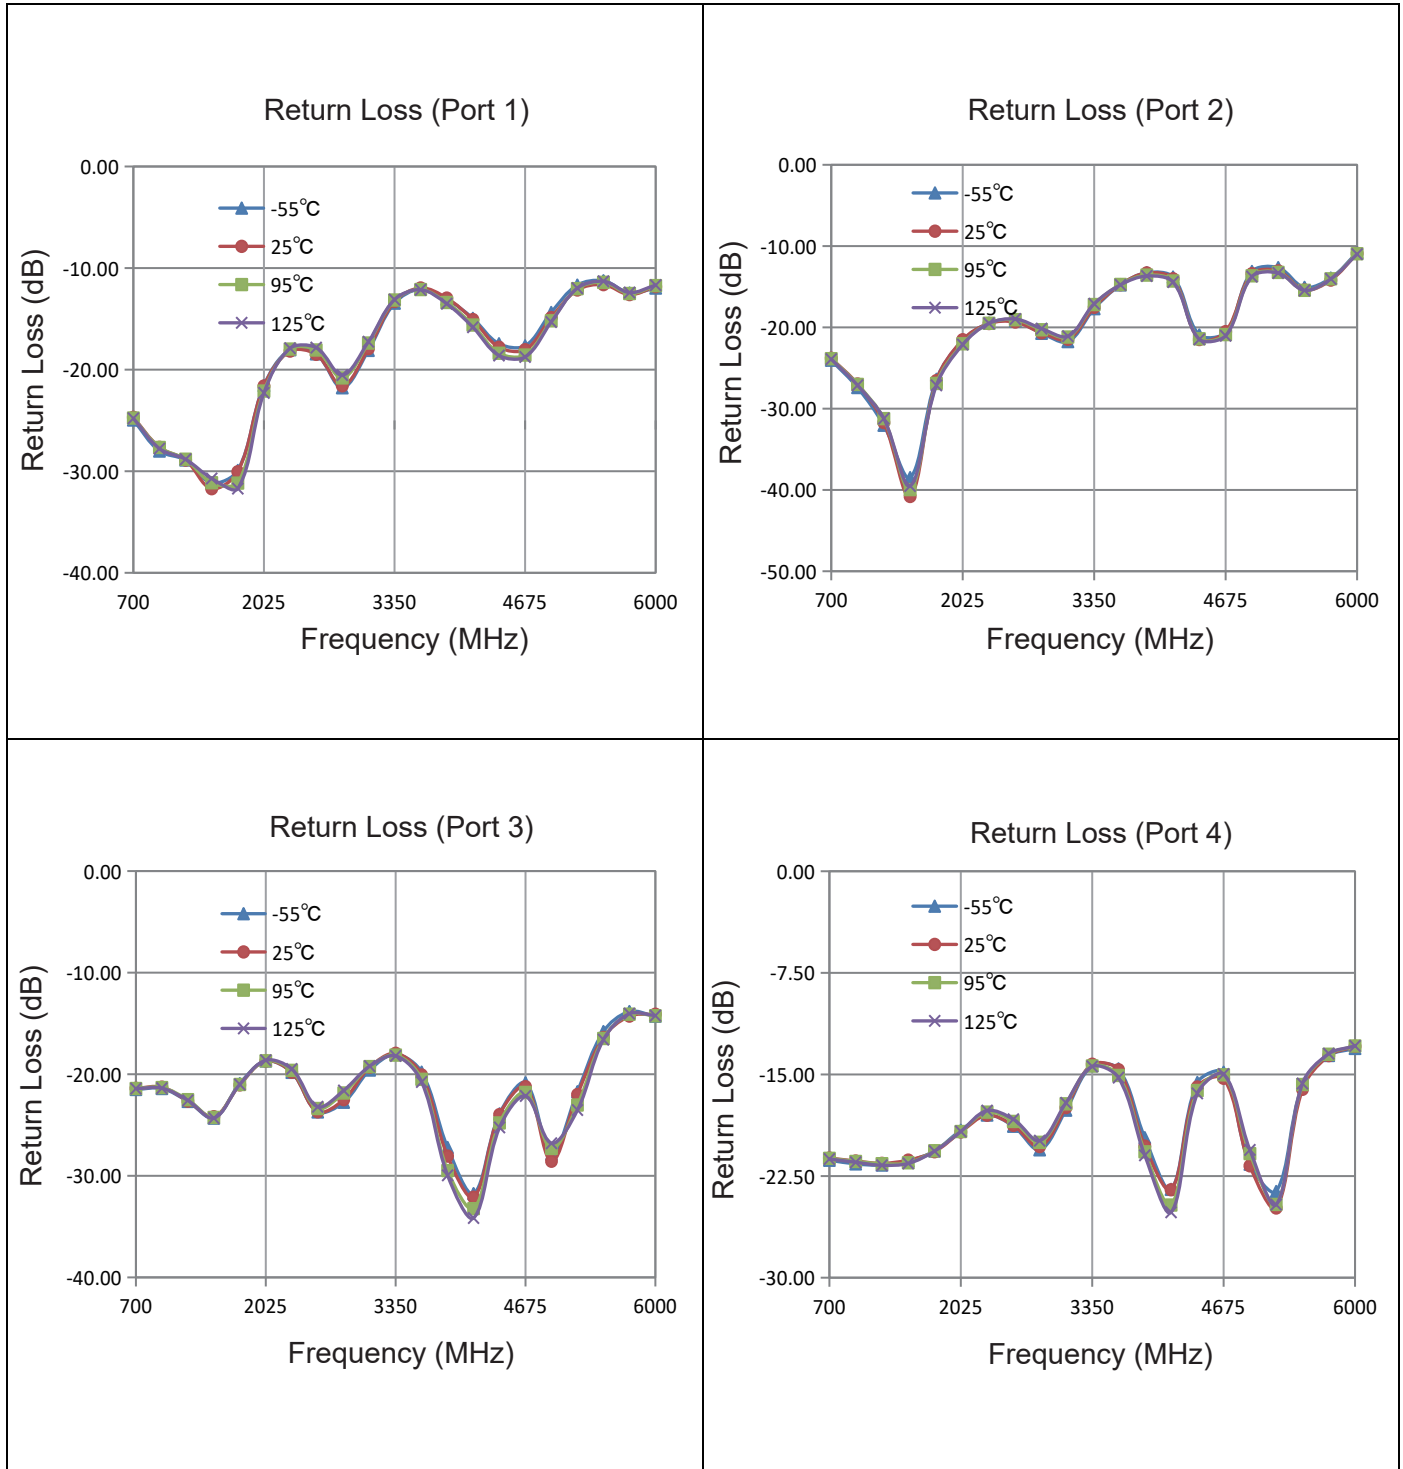 Return Loss (Port 1)
0.00
-10.00
-20.00
-30.00
-40.00
Return Loss (dB)
-55℃
25℃
95℃
125℃
700 2025 3350 4675 6000
Frequency (MHz)
Return Loss (Port 2)
0.00
-10.00
-20.00
-30.00
-40.00
-50.00
Return Loss (dB)
-55℃
25℃
95℃
125℃
700 2025 3350 4675 6000
Frequency (MHz)
Return Loss (Port 3)
0.00
-10.00
-20.00
-30.00
-40.00
Return Loss (dB)
-55℃
25℃
95℃
125℃
700 2025 3350 4675 6000
Frequency (MHz)
Return Loss (Port 4)
0.00
-7.50
-15.00
-22.50
-30.00
Return Loss (dB)
-55℃
25℃
95℃
125℃
700 2025 3350 4675 6000
Frequency (MHz)